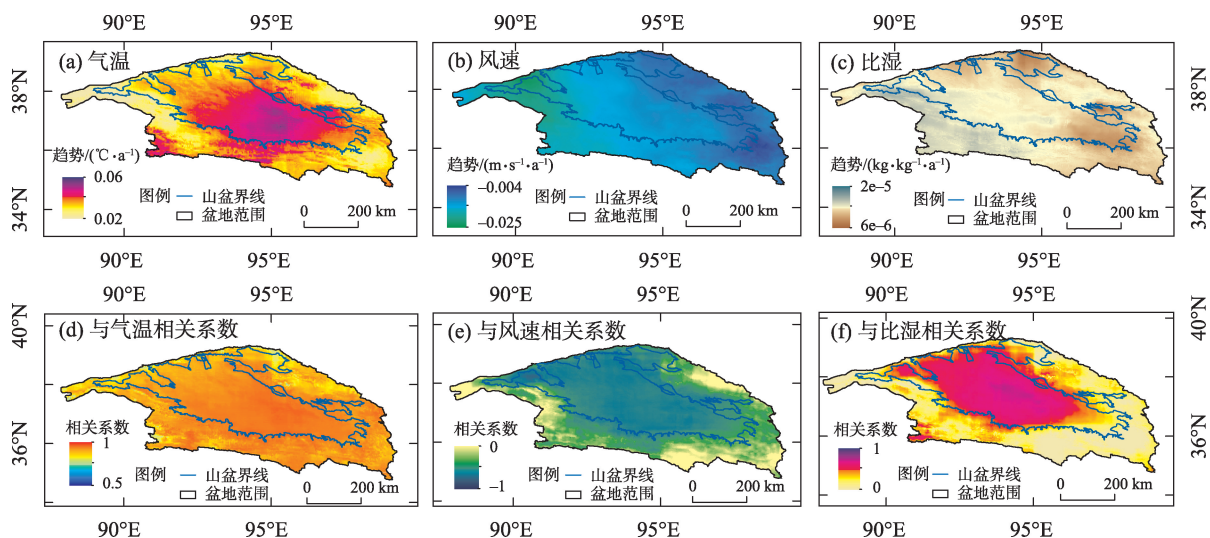 90°E 95°E 90°E 95°E 90°E 95°E
38°N
34°N
(a) 气温
趋势/(℃·a⁻¹)
0.06
0.02
图例 山盆界线
盆地范围
0 200 km
(b) 风速
趋势/(m·s⁻¹·a⁻¹)
−0.004
−0.025
图例 山盆界线
盆地范围
0 200 km
(c) 比湿
趋势/(kg·kg⁻¹·a⁻¹)
2e−5
6e−6
图例 山盆界线
盆地范围
0 200 km
38°N
34°N
90°E 95°E 90°E 95°E 90°E 95°E
40°N
36°N
(d) 与气温相关系数
相关系数
1
0.5
图例 山盆界线
盆地范围
0 200 km
(e) 与风速相关系数
相关系数
0
−1
图例 山盆界线
盆地范围
0 200 km
(f) 与比湿相关系数
相关系数
1
0
图例 山盆界线
盆地范围
0 200 km
40°N
36°N
90°E 95°E 90°E 95°E 90°E 95°E